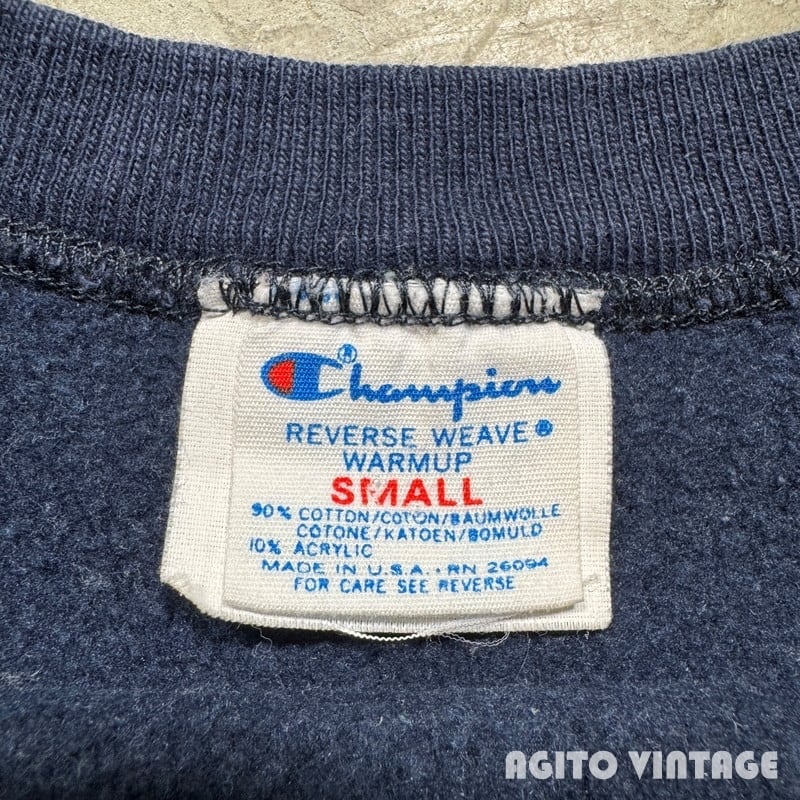 Champion®
REVERSE WEAVE®
WARMUP
SMALL
90% COTTON/COTON/BAUMWOLLE
COTONE/KATOEN/BOMULD
10% ACRYLIC
MADE IN U.S.A. • RN 26094
FOR CARE SEE REVERSE
AGITO VINTAGE